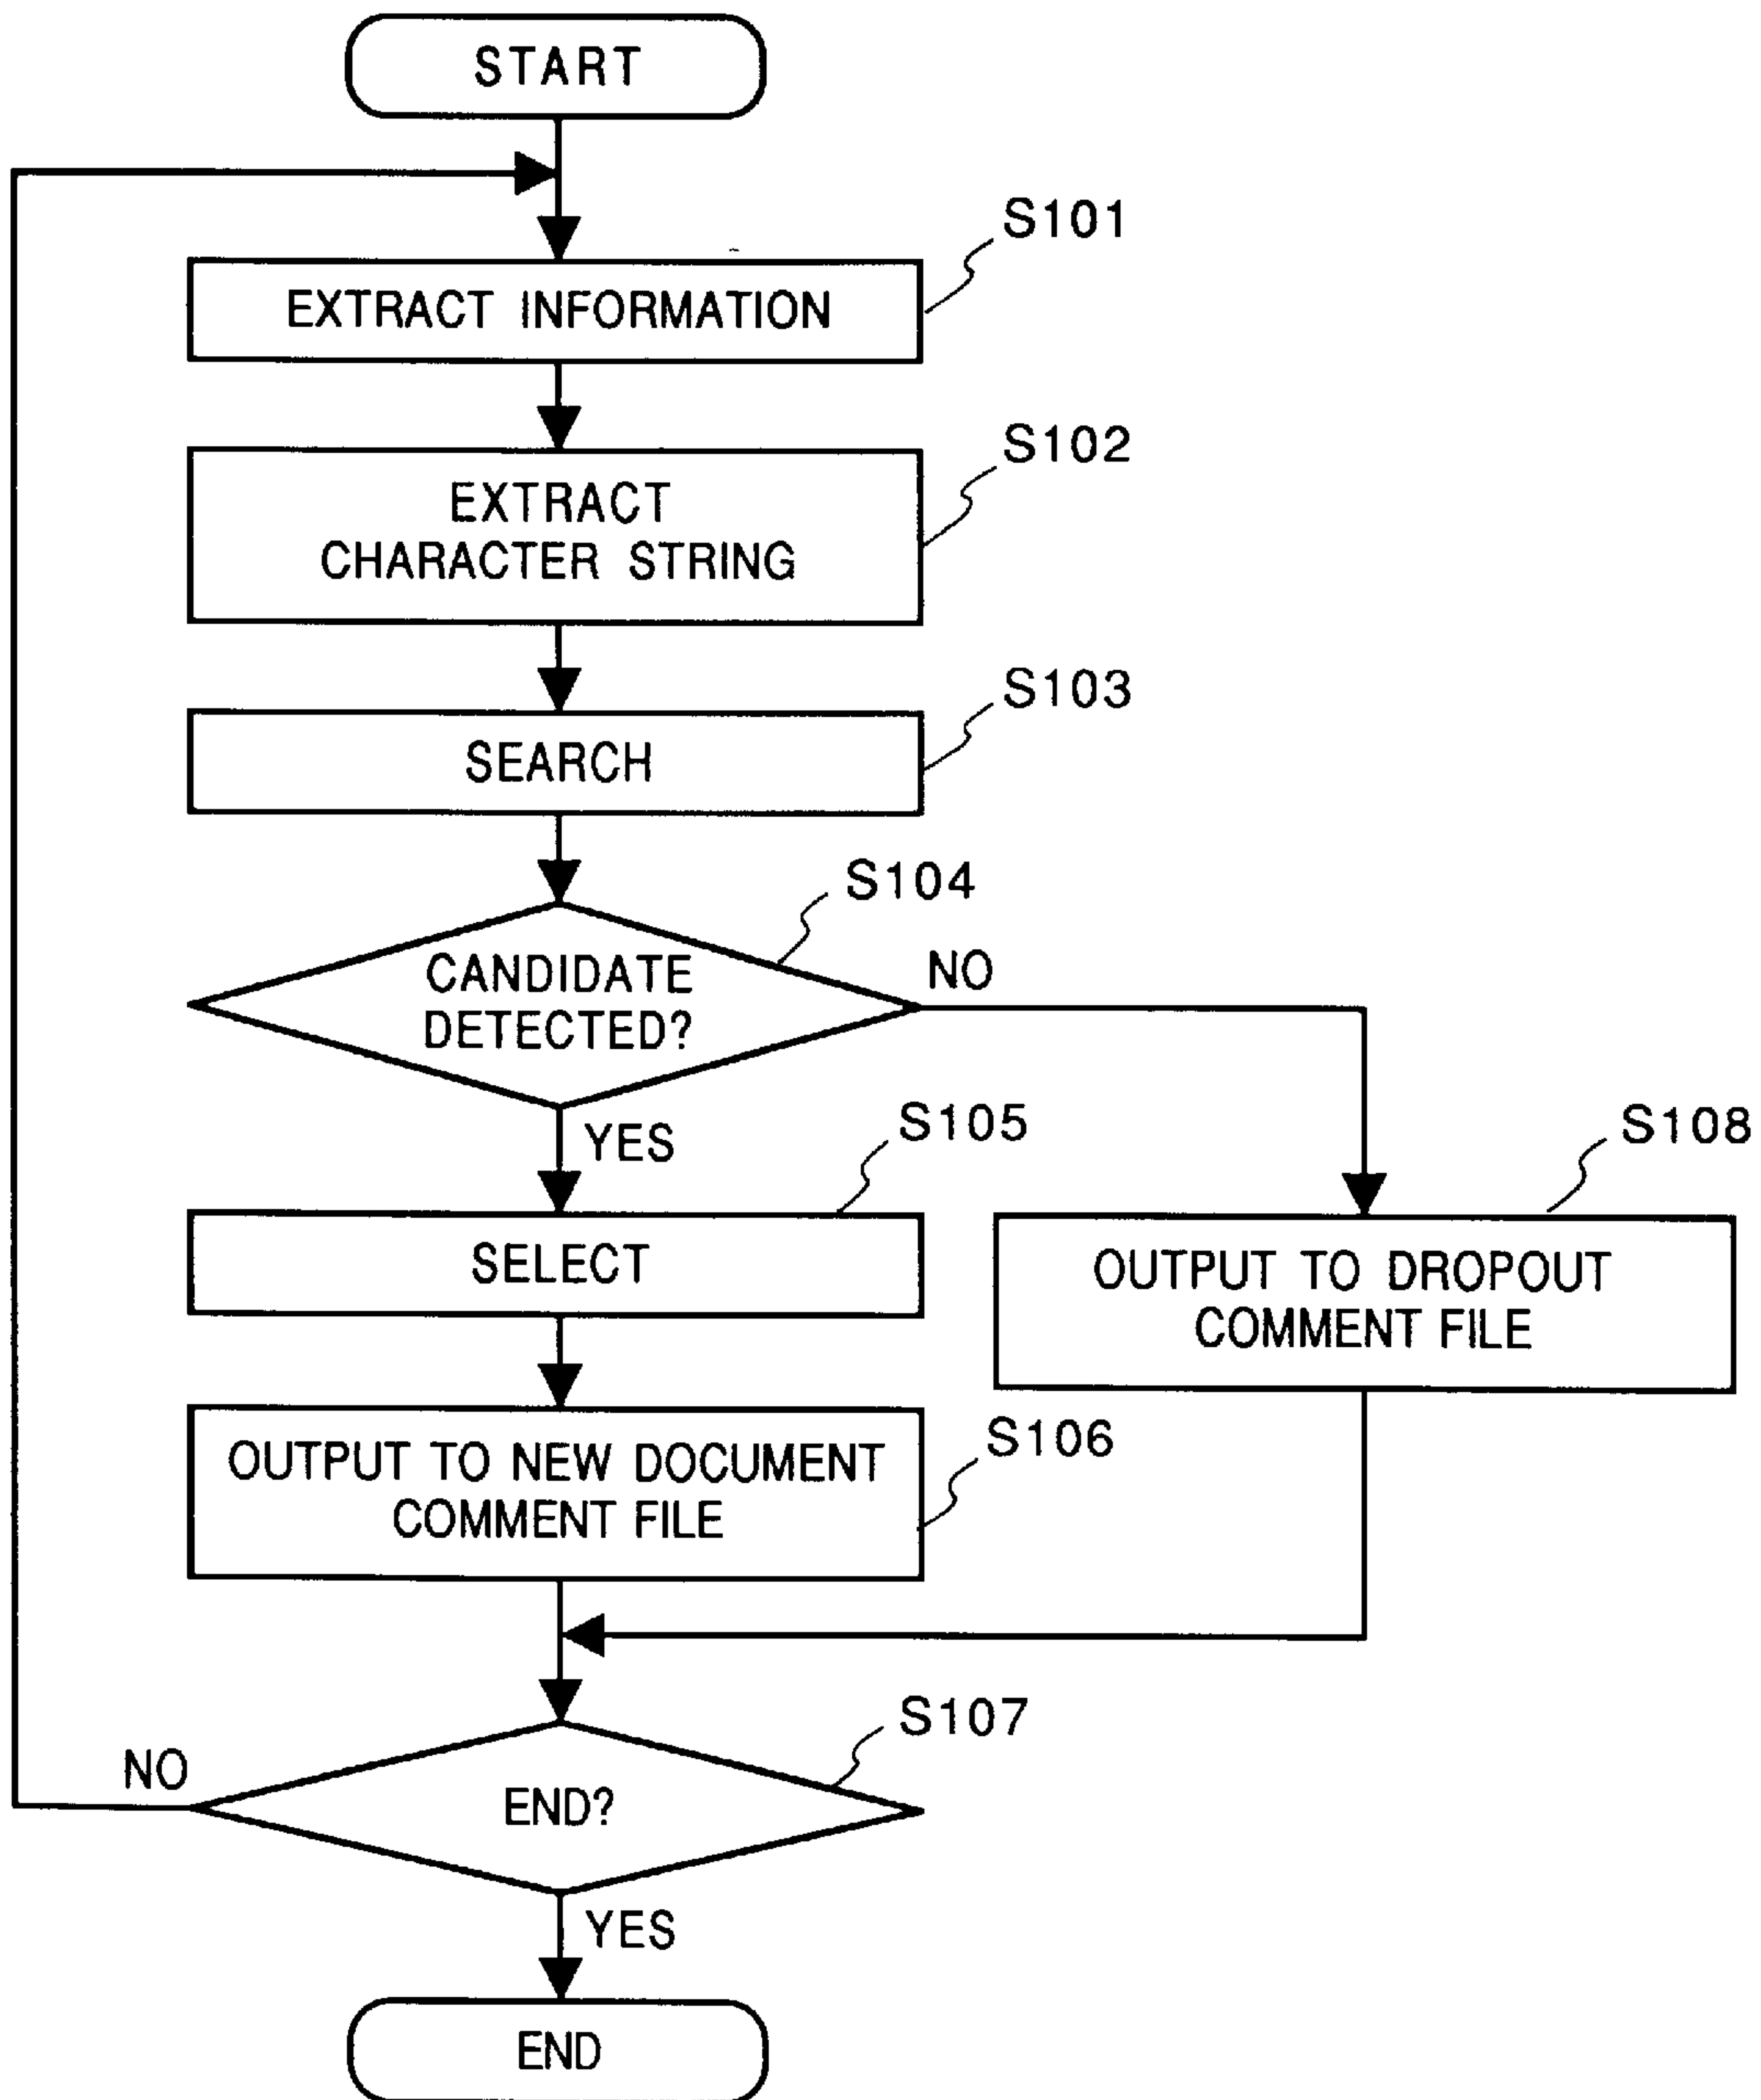 START
S101
EXTRACT INFORMATION
S102
EXTRACT
CHARACTER STRING
S103
SEARCH
S104
CANDIDATE
DETECTED?
NO
YES
S105
S108
SELECT
OUTPUT TO DROPOUT
COMMENT FILE
S106
OUTPUT TO NEW DOCUMENT
COMMENT FILE
S107
NO
END?
YES
END